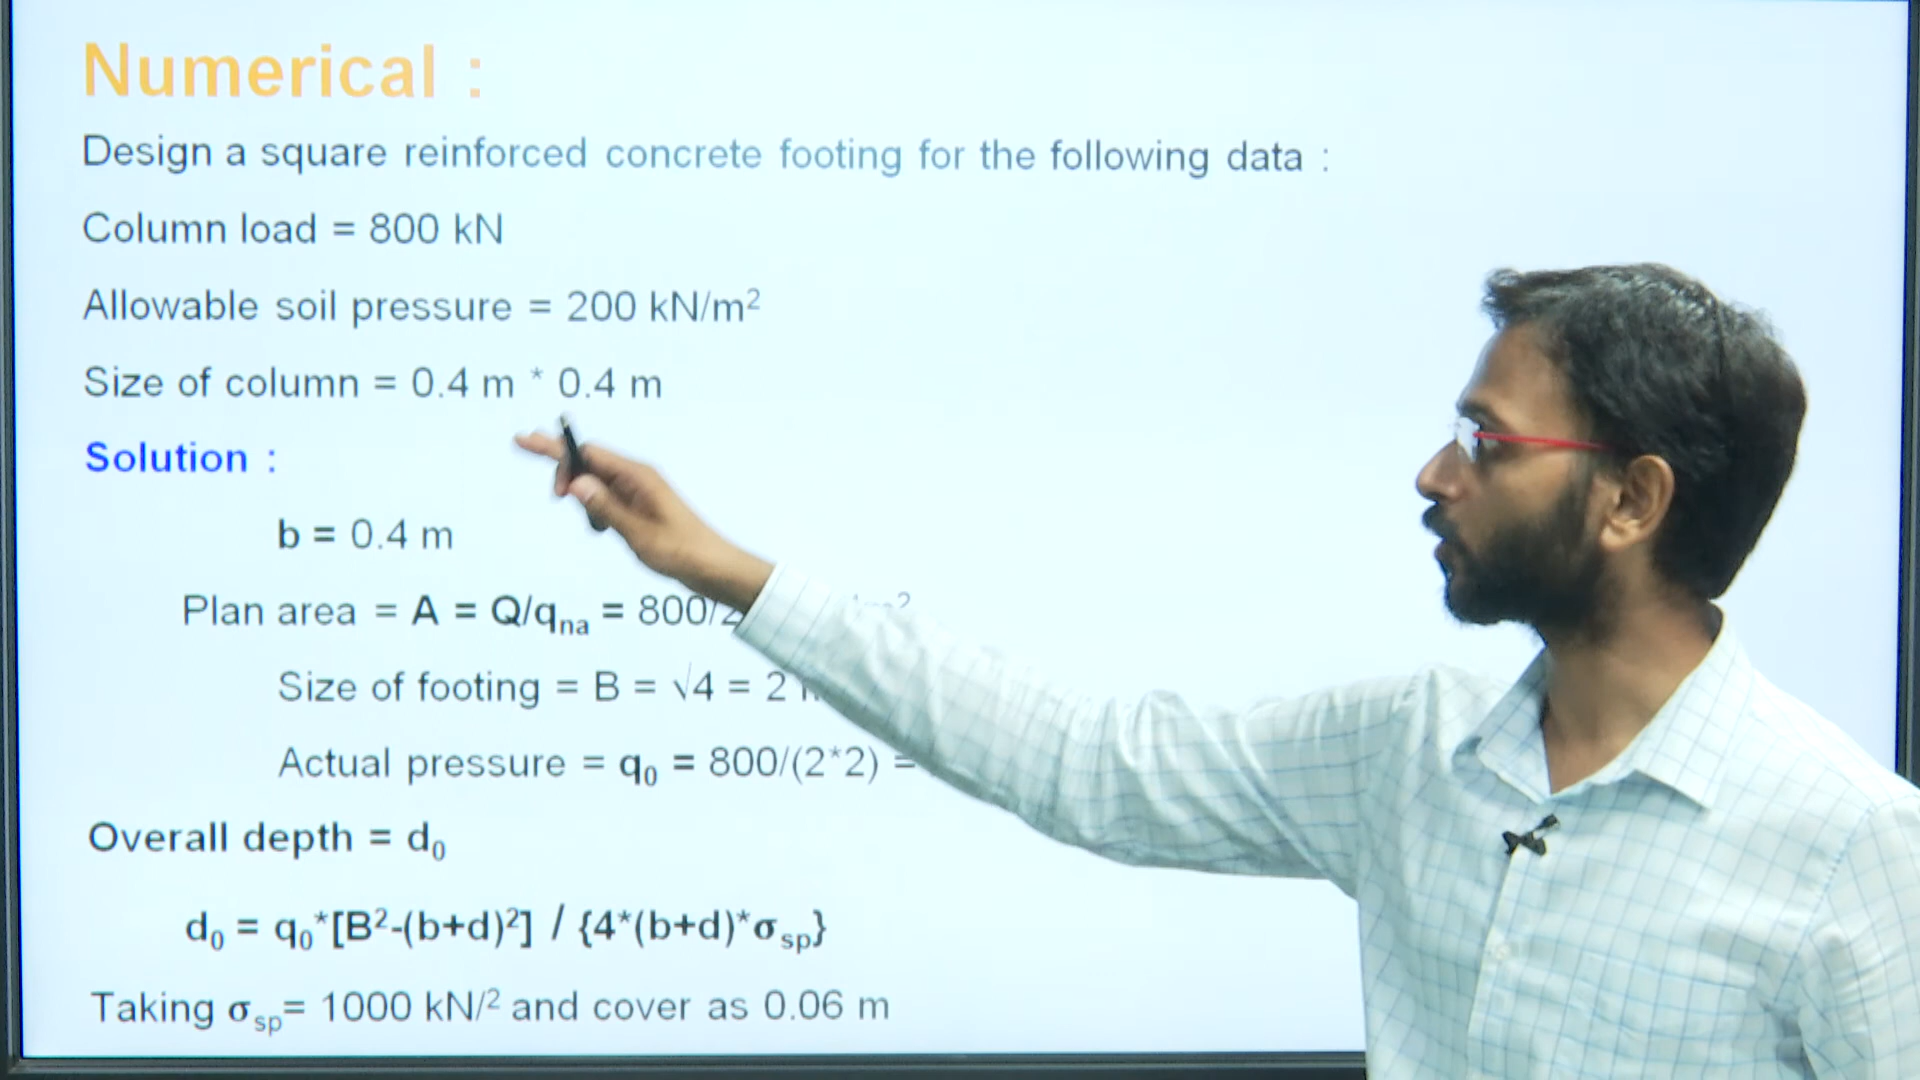 Numerical :
Design a square reinforced concrete footing for the following data :
Column load = 800 kN
Allowable soil pressure = 200 kN/m²
Size of column = 0.4 m * 0.4 m
Solution :
b = 0.4 m
Plan area = A = Q/qₙₐ = 800/2
Size of footing = B = √4 = 2
Actual pressure = q₀ = 800/(2*2) =
Overall depth = d₀
d₀ = q₀*[B²-(b+d)²] / {4*(b+d)*σsp}
Taking σsp= 1000 kN/² and cover as 0.06 m